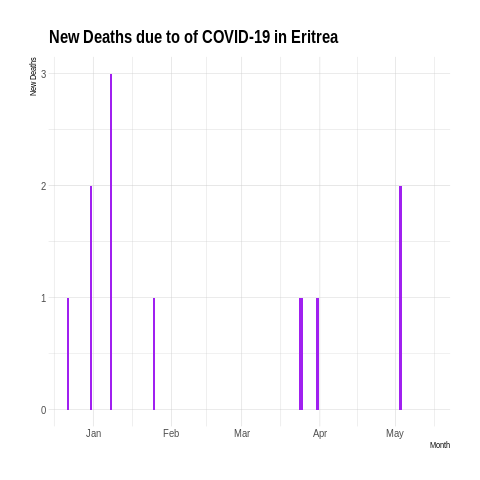 New Deaths due to of COVID-19 in Eritrea
New Deaths
3
2
1
0
Jan Feb Mar Apr May
Month